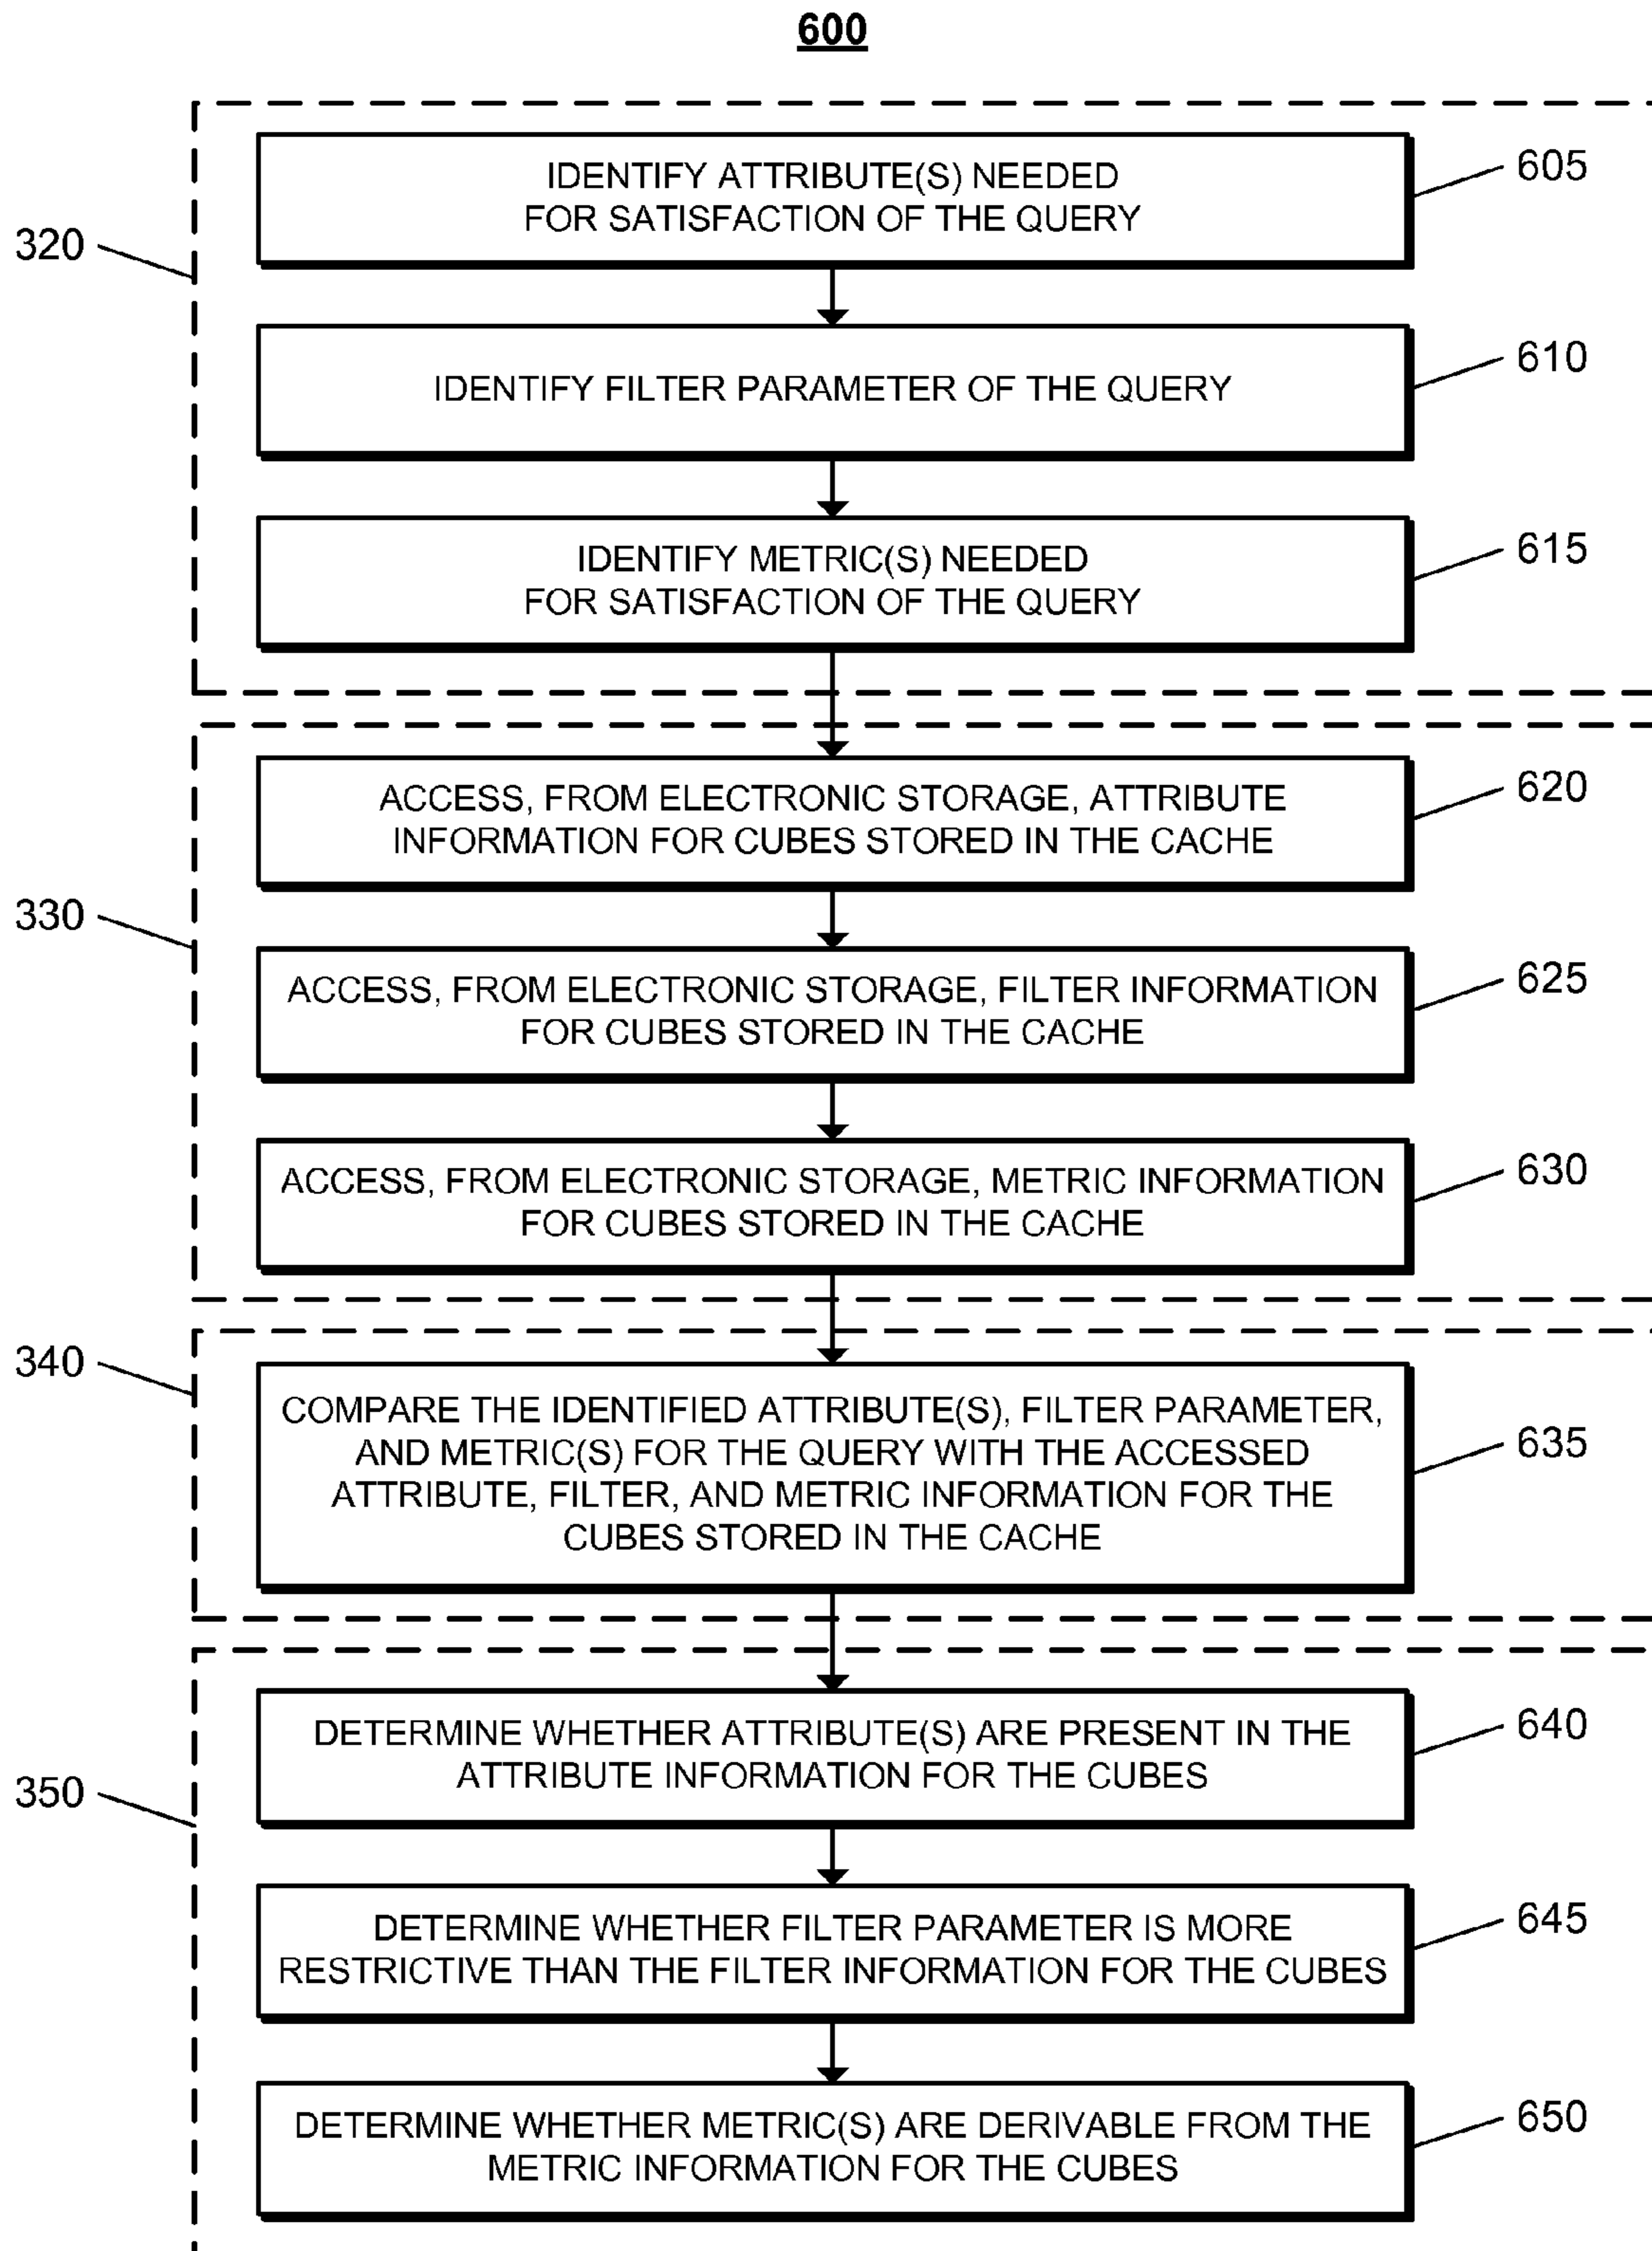 600
IDENTIFY ATTRIBUTE(S) NEEDED
FOR SATISFACTION OF THE QUERY
605
320
IDENTIFY FILTER PARAMETER OF THE QUERY
610
IDENTIFY METRIC(S) NEEDED
FOR SATISFACTION OF THE QUERY
615
ACCESS, FROM ELECTRONIC STORAGE, ATTRIBUTE
INFORMATION FOR CUBES STORED IN THE CACHE
620
330
ACCESS, FROM ELECTRONIC STORAGE, FILTER INFORMATION
FOR CUBES STORED IN THE CACHE
625
ACCESS, FROM ELECTRONIC STORAGE, METRIC INFORMATION
FOR CUBES STORED IN THE CACHE
630
340
COMPARE THE IDENTIFIED ATTRIBUTE(S), FILTER PARAMETER,
AND METRIC(S) FOR THE QUERY WITH THE ACCESSED
ATTRIBUTE, FILTER, AND METRIC INFORMATION FOR THE
CUBES STORED IN THE CACHE
635
DETERMINE WHETHER ATTRIBUTE(S) ARE PRESENT IN THE
ATTRIBUTE INFORMATION FOR THE CUBES
640
350
DETERMINE WHETHER FILTER PARAMETER IS MORE
RESTRICTIVE THAN THE FILTER INFORMATION FOR THE CUBES
645
DETERMINE WHETHER METRIC(S) ARE DERIVABLE FROM THE
METRIC INFORMATION FOR THE CUBES
650